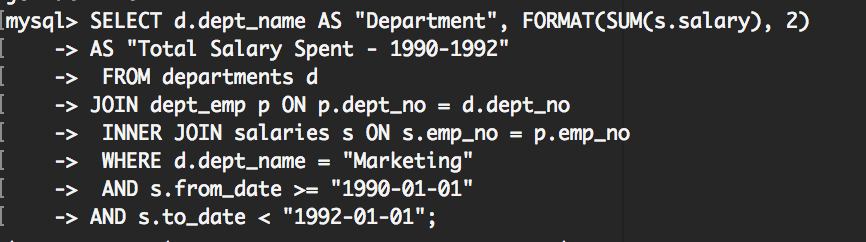 mysql> SELECT d.dept_name AS "Department", FORMAT(SUM(s.salary), 2)
    -> AS "Total Salary Spent - 1990-1992"
    ->  FROM departments d
    -> JOIN dept_emp p ON p.dept_no = d.dept_no
    ->  INNER JOIN salaries s ON s.emp_no = p.emp_no
    ->  WHERE d.dept_name = "Marketing"
    ->  AND s.from_date >= "1990-01-01"
    -> AND s.to_date < "1992-01-01";